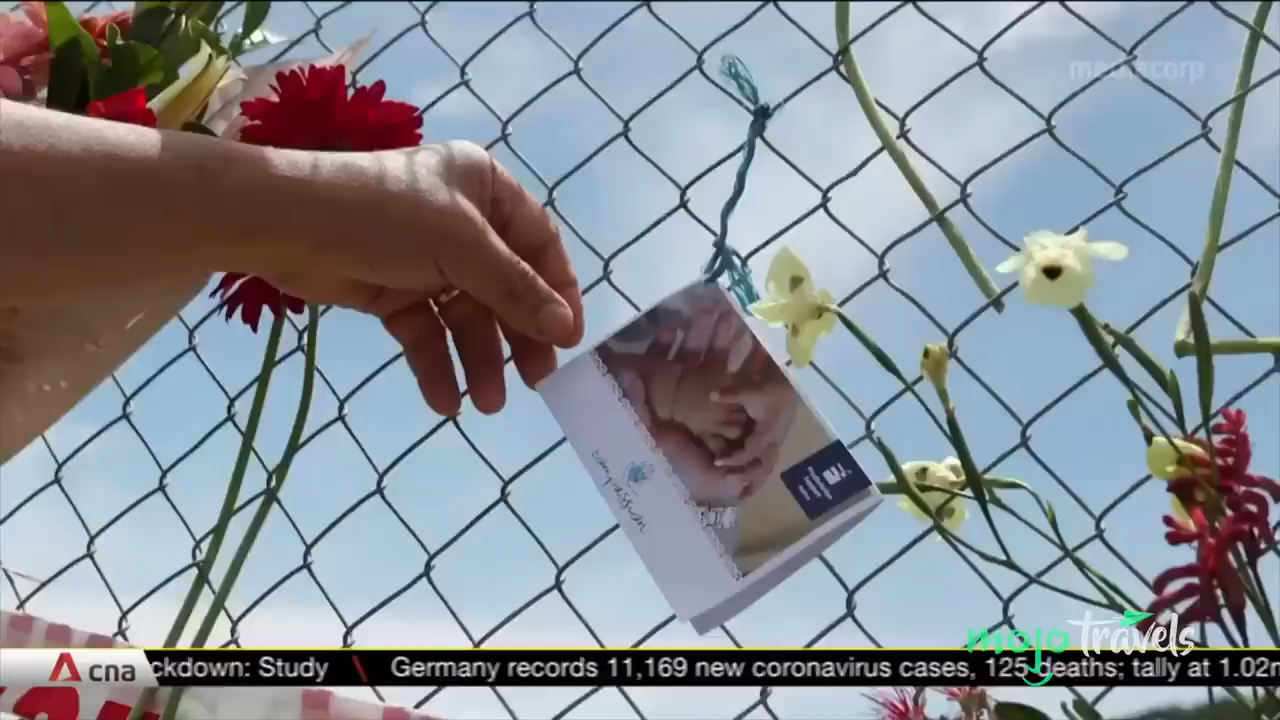 mediacorp
compassion
mojo travels
cna
ckdown: Study \ Germany records 11,169 new coronavirus cases, 125 deaths; tally at 1.02m